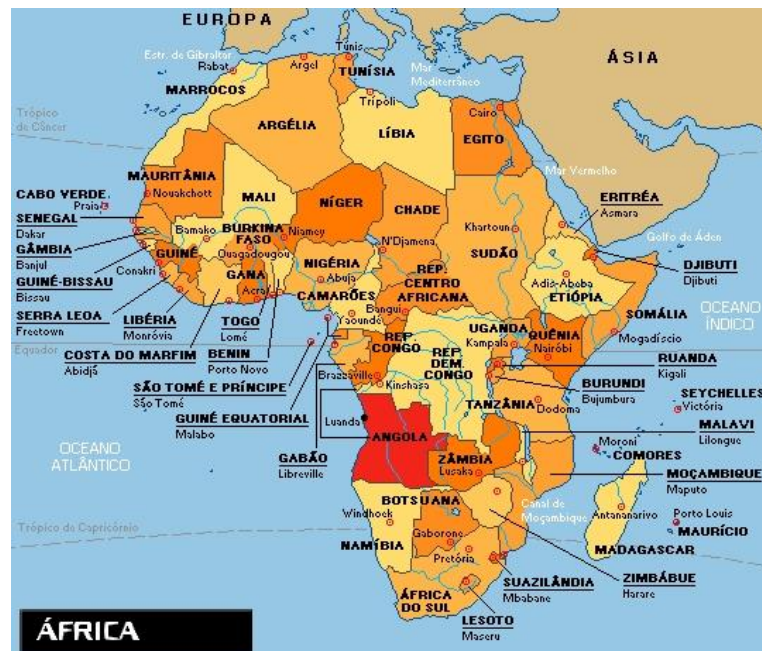 EUROPA
ÁSIA
Estr. de Gibraltar
Rabat
Argel
Túnis
TUNÍSIA
Mar
Mediterrâneo
MARROCOS
Trípoli
Trópico
de Câncer
ARGÉLIA
LÍBIA
Cairo
EGITO
Mar Vermelho
MAURITÂNIA
Nouakchott
MALI
NÍGER
CHADE
SUDÃO
Khartoun
ERITRÉA
Asmara
CABO VERDE
Praia
SENEGAL
Dakar
GÂMBIA
Banjul
GUINÉ-BISSAU
Bissau
Bamako
BURKINA
FASO
Ouagadougou
Niamey
N'Djamena
Golfo de Áden
DJIBUTI
Djibuti
GUINÉ
Conakri
GANA
Acra
NIGÉRIA
Abuja
REP.
CENTRO
AFRICANA
Bangui
Adis-Abeba
ETIÓPIA
SERRA LEOA
Freetown
LIBÉRIA
Monróvia
TOGO
Lomé
CAMARÕES
Yaoundé
SOMÁLIA
Mogadíscio
OCEANO
ÍNDICO
Equador
COSTA DO MARFIM
Abidjã
BENIN
Porto Novo
REP.
CONGO
Brazzaville
REP.
DEM.
CONGO
Kinshasa
UGANDA
Kampala
QUÊNIA
Nairóbi
RUANDA
Kigali
SÃO TOMÉ E PRÍNCIPE
São Tomé
BURUNDI
Bujumbura
TANZÂNIA
Dodoma
SEYCHELLES
Victória
GUINÉ EQUATORIAL
Malabo
Luanda
ANGOLA
MALAVI
Lilongue
OCEANO
ATLÂNTICO
GABÃO
Libreville
ZÂMBIA
Lusaka
Moroni
COMORES
MOÇAMBIQUE
Maputo
BOTSUANA
Windhoek
Canal de
Moçambique
Antananarivo
Porto Louis
MAURÍCIO
Trópico de Capricórnio
NAMÍBIA
Gaborone
Pretória
MADAGASCAR
SUAZILÂNDIA
Mbabane
ZIMBÁBUE
Harare
ÁFRICA
DO SUL
LESOTO
Maseru
ÁFRICA